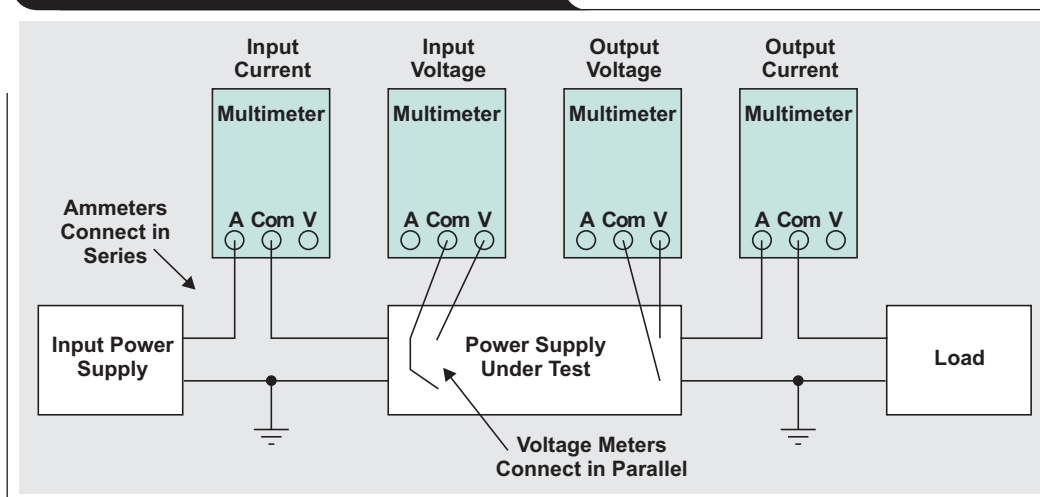 Input
Current
Input
Voltage
Output
Voltage
Output
Current
Multimeter
Multimeter
Multimeter
Multimeter
Ammeters
Connect in
Series
A Com V
A Com V
A Com V
A Com V
Input Power
Supply
Power Supply
Under Test
Load
Voltage Meters
Connect in Parallel